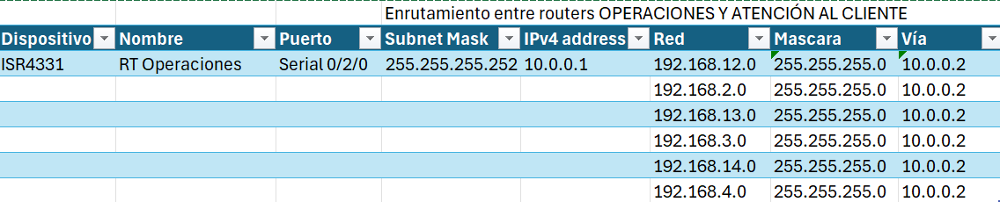 Enrutamiento entre routers OPERACIONES Y ATENCIÓN AL CLIENTE
Dispositivo Nombre Puerto Subnet Mask IPv4 address Red Mascara Vía
ISR4331 RT Operaciones Serial 0/2/0 255.255.255.252 10.0.0.1 192.168.12.0 255.255.255.0 10.0.0.2
192.168.2.0 255.255.255.0 10.0.0.2
192.168.13.0 255.255.255.0 10.0.0.2
192.168.3.0 255.255.255.0 10.0.0.2
192.168.14.0 255.255.255.0 10.0.0.2
192.168.4.0 255.255.255.0 10.0.0.2